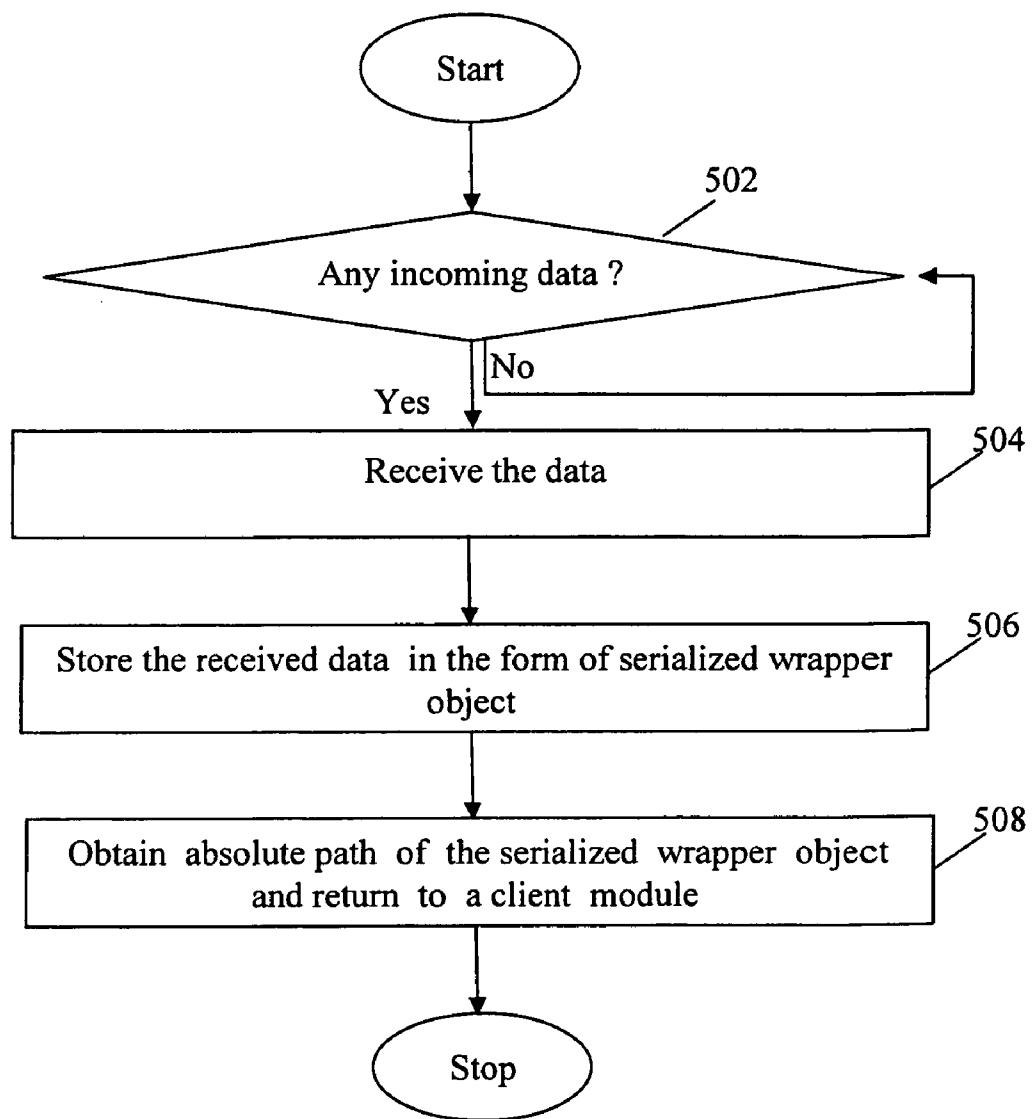 Start
502
Any incoming data ?
No
Yes
504
Receive the data
506
Store the received data in the form of serialized wrapper
object
508
Obtain absolute path of the serialized wrapper object
and return to a client module
Stop